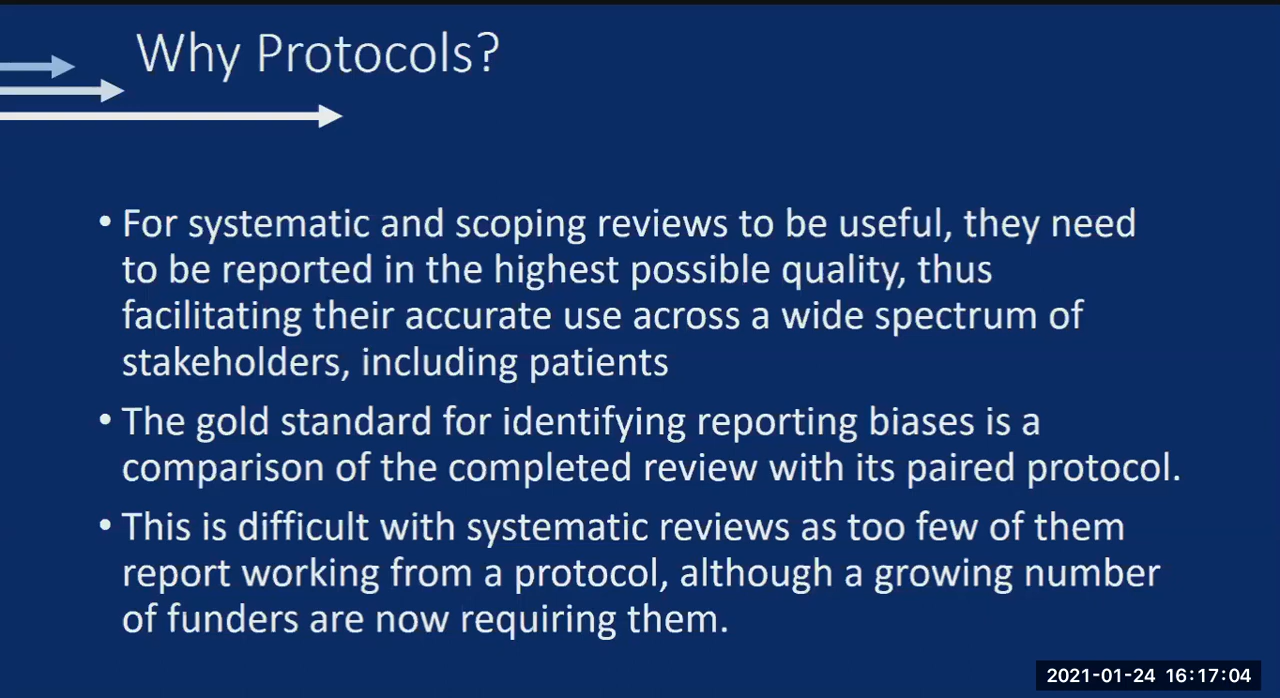 Why Protocols?
• For systematic and scoping reviews to be useful, they need
to be reported in the highest possible quality, thus
facilitating their accurate use across a wide spectrum of
stakeholders, including patients
• The gold standard for identifying reporting biases is a
comparison of the completed review with its paired protocol.
• This is difficult with systematic reviews as too few of them
report working from a protocol, although a growing number
of funders are now requiring them.
2021-01-24 16:17:04